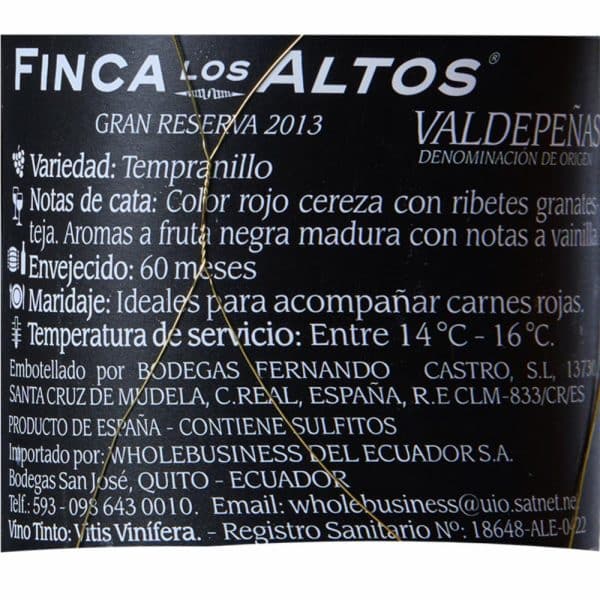 FINCA LOS ALTOS®
GRAN RESERVA 2013
VALDEPEÑAS
DENOMINACIÓN DE ORIGEN
Variedad: Tempranillo
Notas de cata: Color rojo cereza con ribetes granates-
teja. Aromas a fruta negra madura con notas a vainilla.
Envejecido: 60 meses
Maridaje: Ideales para acompañar carnes rojas.
Temperatura de servicio: Entre 14 °C - 16 °C.
Embotellado por BODEGAS FERNANDO CASTRO, S.L, 13730,
SANTA CRUZ DE MUDELA, C.REAL, ESPAÑA, R.E CLM-833/CR/ES
PRODUCTO DE ESPAÑA - CONTIENE SULFITOS
Importado por: WHOLEBUSINESS DEL ECUADOR S.A.
Bodegas San José, QUITO - ECUADOR
Telf.: 593 - 098 643 0010. Email: wholebusiness@uio.satnet.ne
Vino Tinto: Vitis Vinífera. - Registro Sanitario Nº: 18648-ALE-0422